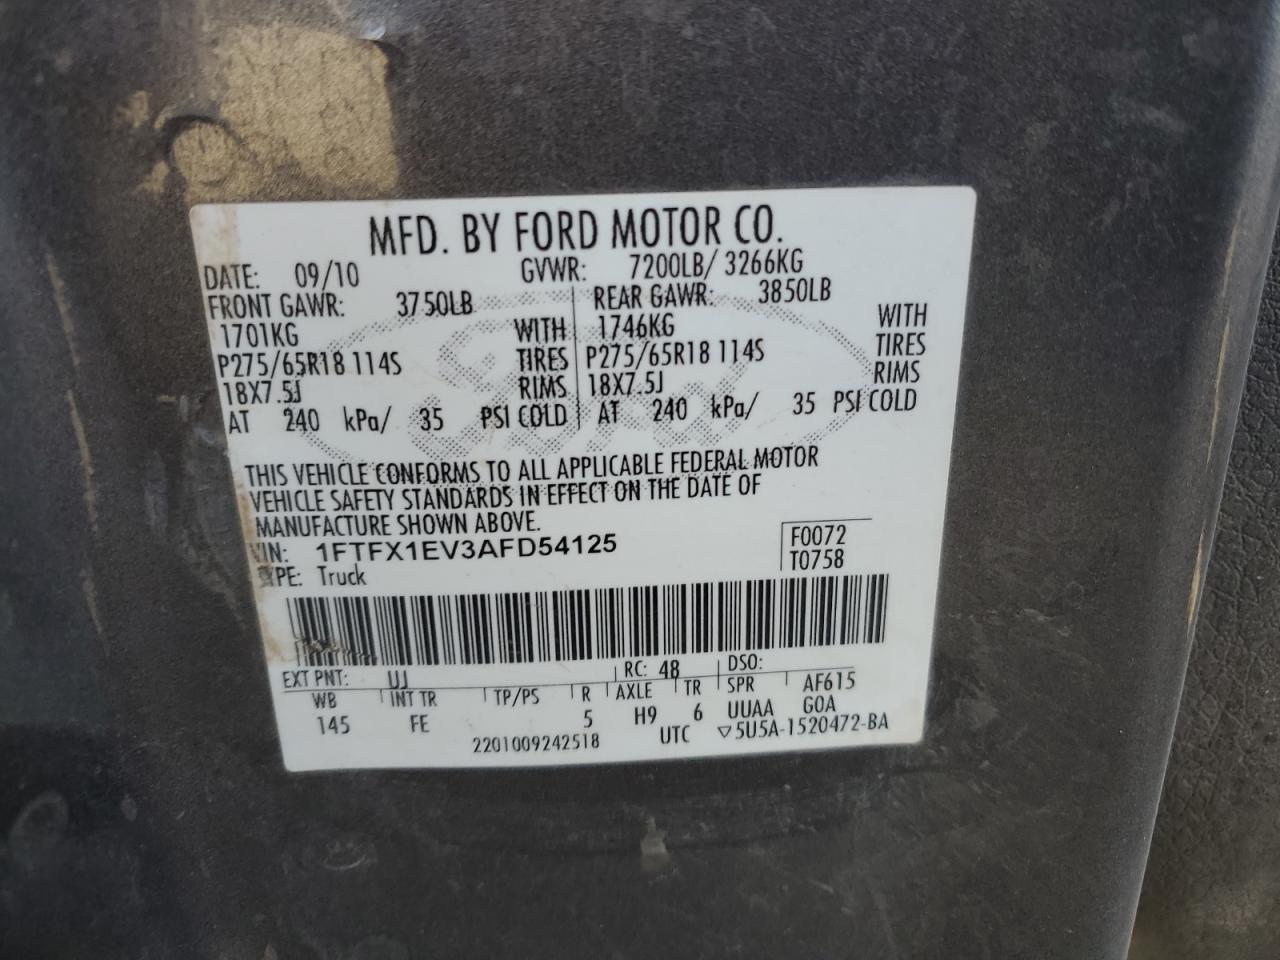 MFD. BY FORD MOTOR CO.
DATE: 09/10 GVWR: 7200LB/ 3266KG
FRONT GAWR: 3750LB REAR GAWR: 3850LB
1701KG WITH 1746KG WITH
P275/65R18 114S TIRES P275/65R18 114S TIRES
18X7.5J RIMS 18X7.5J RIMS
AT 240 kPa/ 35 PSI COLD AT 240 kPa/ 35 PSI COLD
Ford
THIS VEHICLE CONFORMS TO ALL APPLICABLE FEDERAL MOTOR
VEHICLE SAFETY STANDARDS IN EFFECT ON THE DATE OF
MANUFACTURE SHOWN ABOVE.
VIN: 1FTFX1EV3AFD54125 F0072
TYPE: Truck T0758
EXT PNT: UJ RC: 48 DSO:
WB INT TR TP/PS R AXLE TR SPR AF615
145 FE 5 H9 6 UUAA G0A
2201009242518 UTC ▽5U5A-1520472-BA